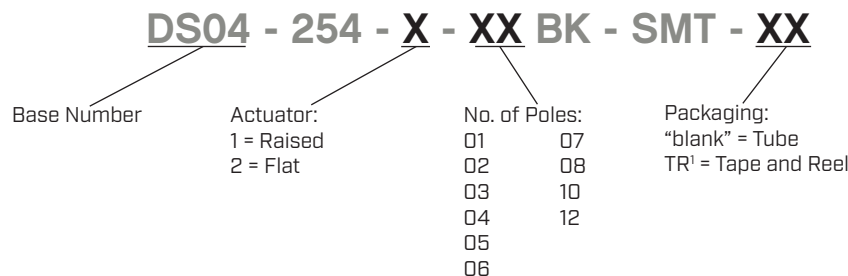 DS04 - 254 - X - XX BK - SMT - XX
Base Number
Actuator:
1 = Raised
2 = Flat
No. of Poles:
01 07
02 08
03 10
04 12
05
06
Packaging:
“blank” = Tube
TR¹ = Tape and Reel